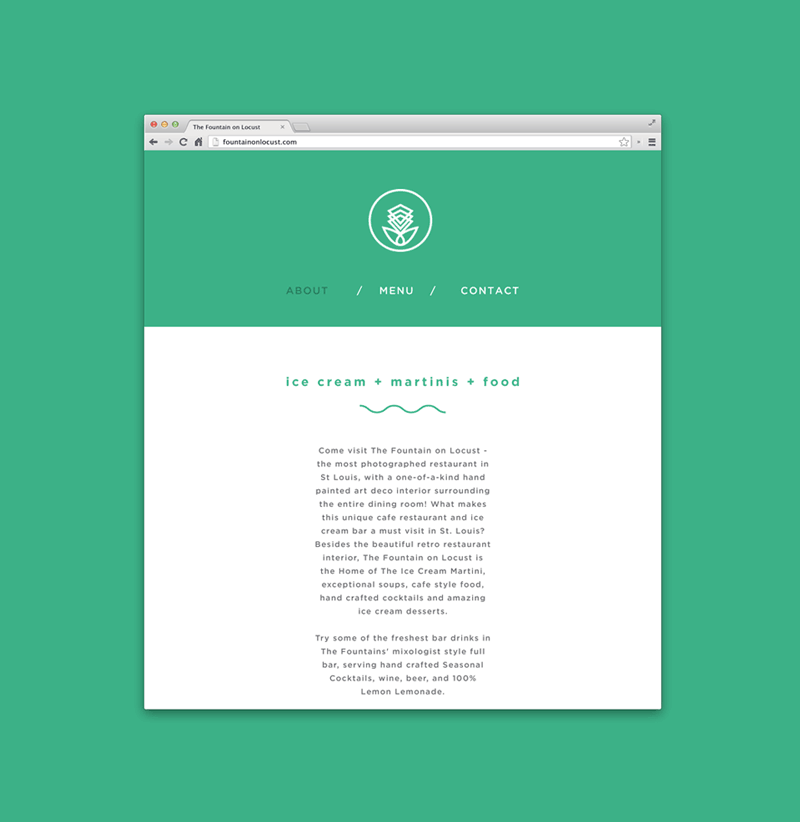 The Fountain on Locust
fountainonlocust.com
ABOUT / MENU / CONTACT
ice cream + martinis + food
Come visit The Fountain on Locust -
the most photographed restaurant in
St Louis, with a one-of-a-kind hand
painted art deco interior surrounding
the entire dining room! What makes
this unique cafe restaurant and ice
cream bar a must visit in St. Louis?
Besides the beautiful retro restaurant
interior, The Fountain on Locust is
the Home of The Ice Cream Martini,
exceptional soups, cafe style food,
hand crafted cocktails and amazing
ice cream desserts.
Try some of the freshest bar drinks in
The Fountains' mixologist style full
bar, serving hand crafted Seasonal
Cocktails, wine, beer, and 100%
Lemon Lemonade.